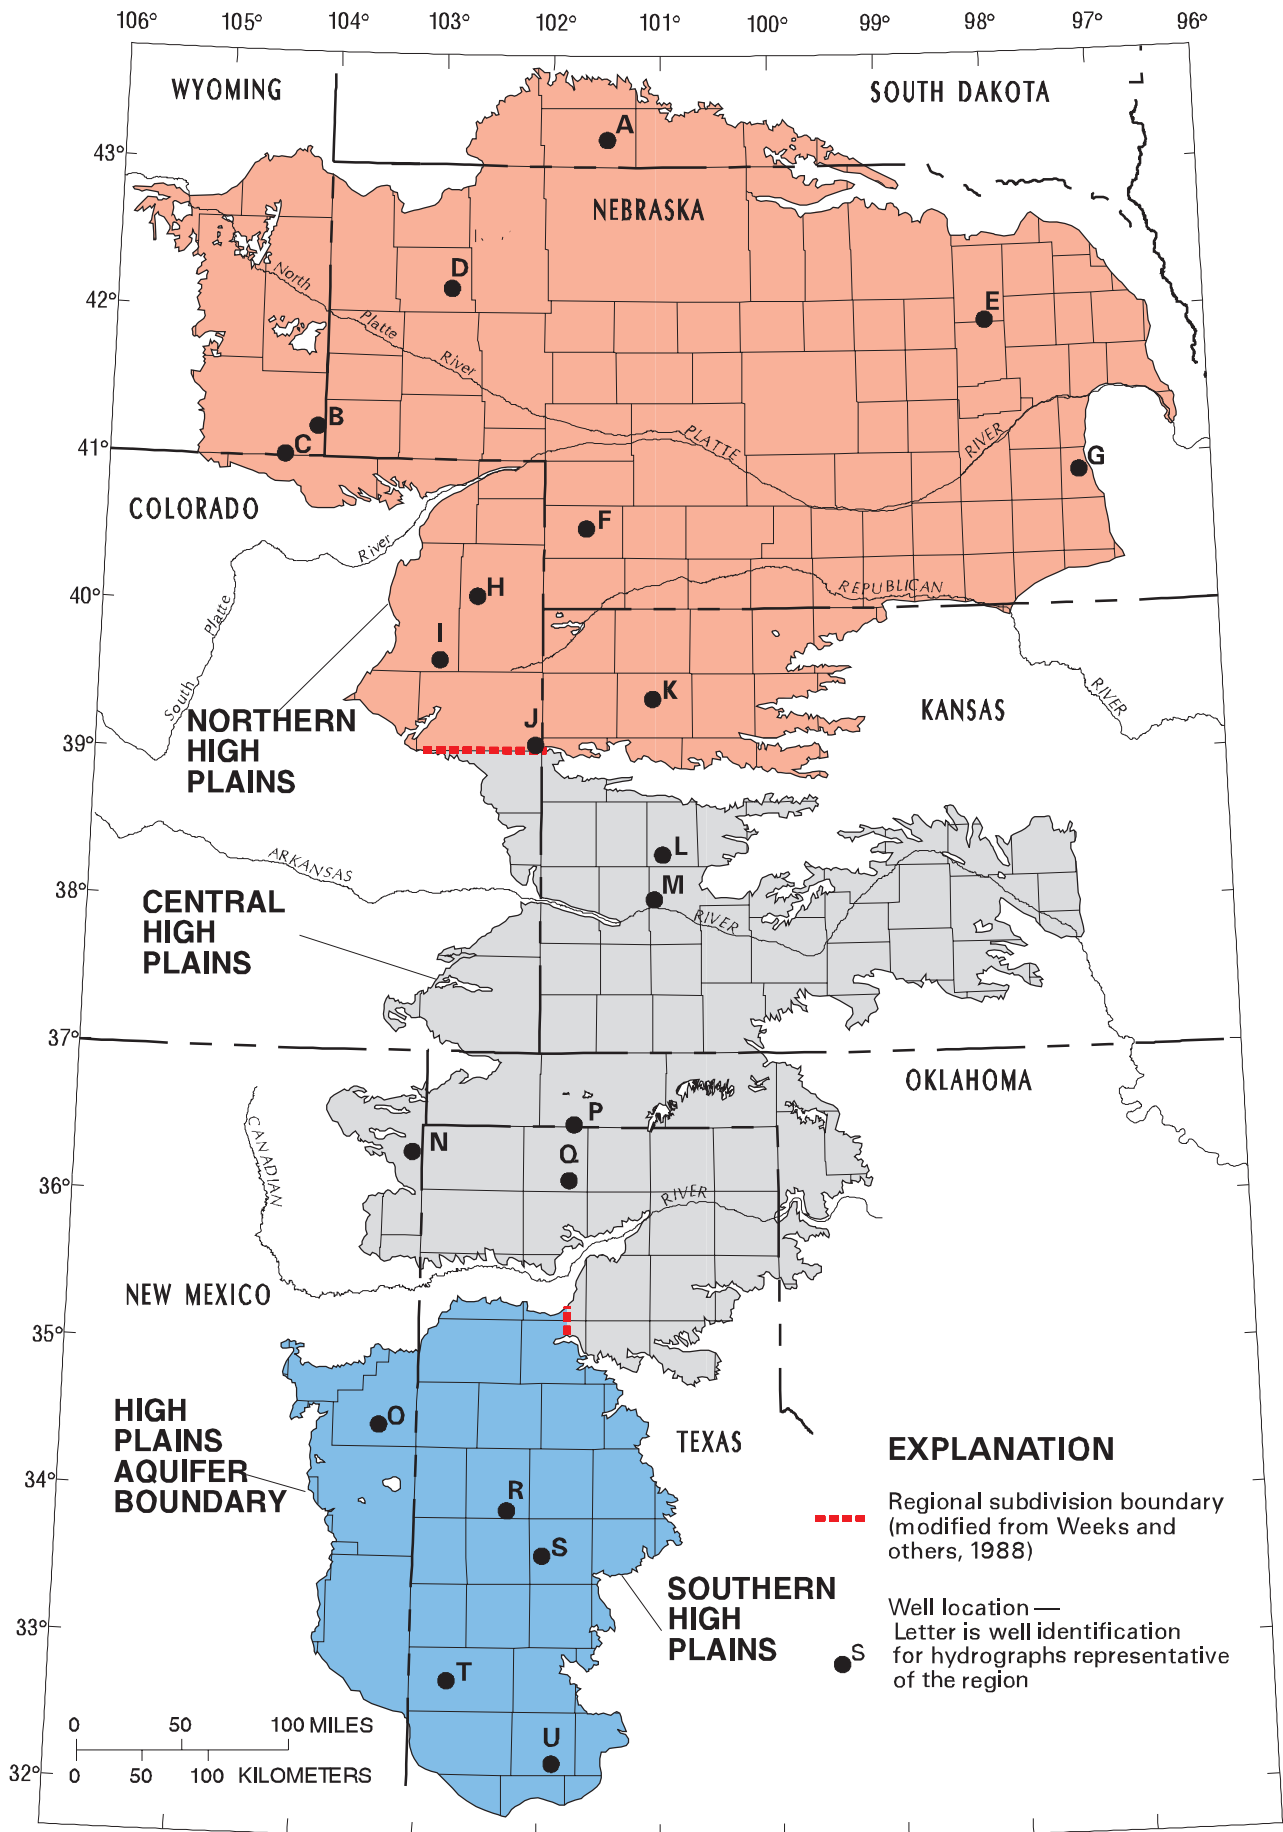 106° 105° 104° 103° 102° 101° 100° 99° 98° 97° 96°
WYOMING
SOUTH DAKOTA
A
43°
NEBRASKA
D
North
42°
E
Platte
River
B
41°
C
PLATTE
RIVER
G
COLORADO
F
River
H
REPUBLICAN
40°
Platte
I
K
South
KANSAS
RIVER
NORTHERN
HIGH
PLAINS
J
39°
L
ARKANSAS
M
38°
CENTRAL
HIGH
PLAINS
RIVER
37°
OKLAHOMA
P
CANADIAN
N
Q
36°
RIVER
NEW MEXICO
35°
HIGH
PLAINS
AQUIFER
BOUNDARY
O
TEXAS
EXPLANATION
34°
R
Regional subdivision boundary
(modified from Weeks and
others, 1988)
S
SOUTHERN
HIGH
PLAINS
33°
Well location —
Letter is well identification
for hydrographs representative
of the region
S
T
0 50 100 MILES
U
32°
0 50 100 KILOMETERS